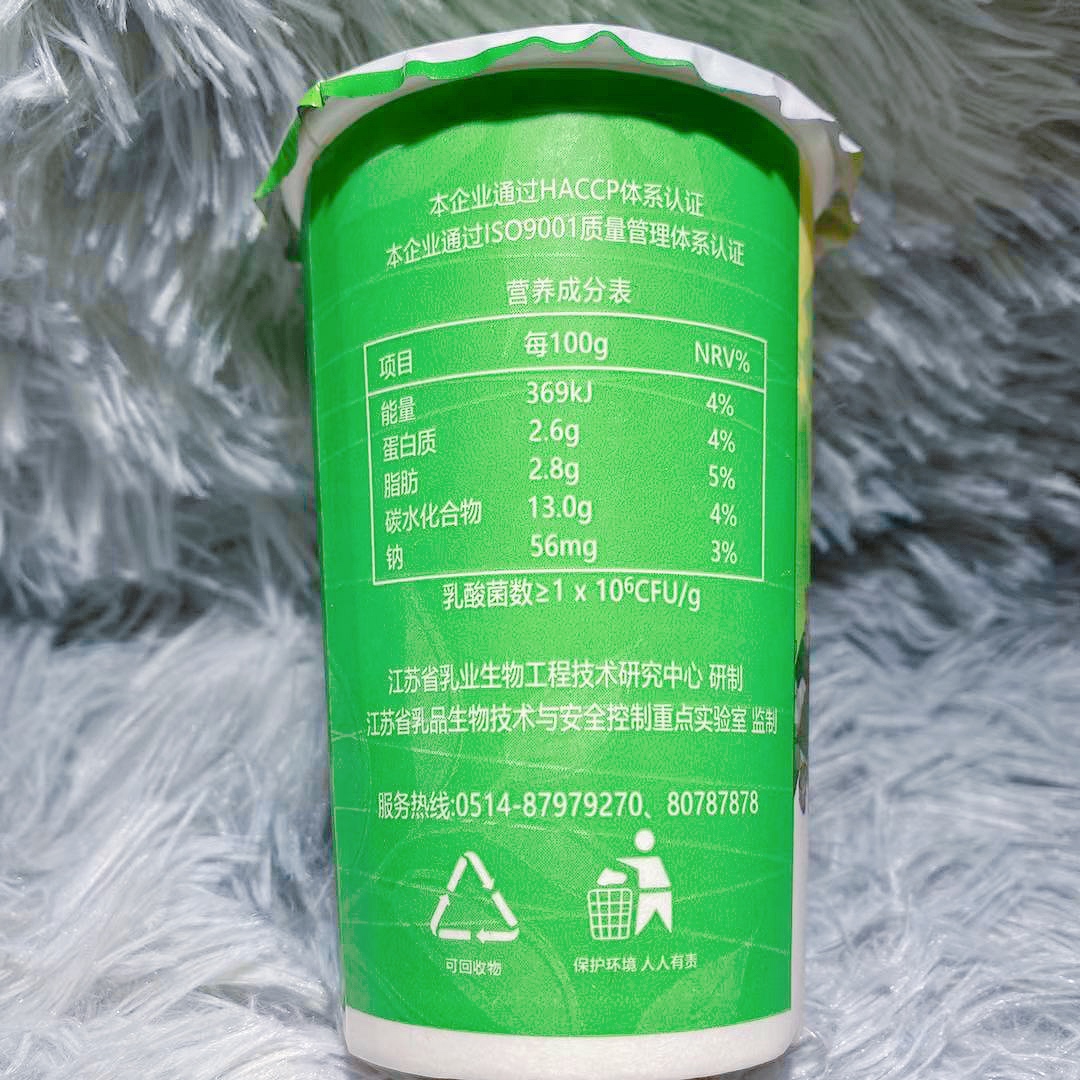 本企业通过HACCP体系认证
本企业通过ISO9001质量管理体系认证
营养成分表
项目 每100g NRV%
能量 369kJ 4%
蛋白质 2.6g 4%
脂肪 2.8g 5%
碳水化合物 13.0g 4%
钠 56mg 3%
乳酸菌数≥1 x 10⁶CFU/g
江苏省乳业生物工程技术研究中心 研制
江苏省乳品生物技术与安全控制重点实验室 监制
服务热线:0514-87979270、80787878
可回收物 保护环境 人人有责